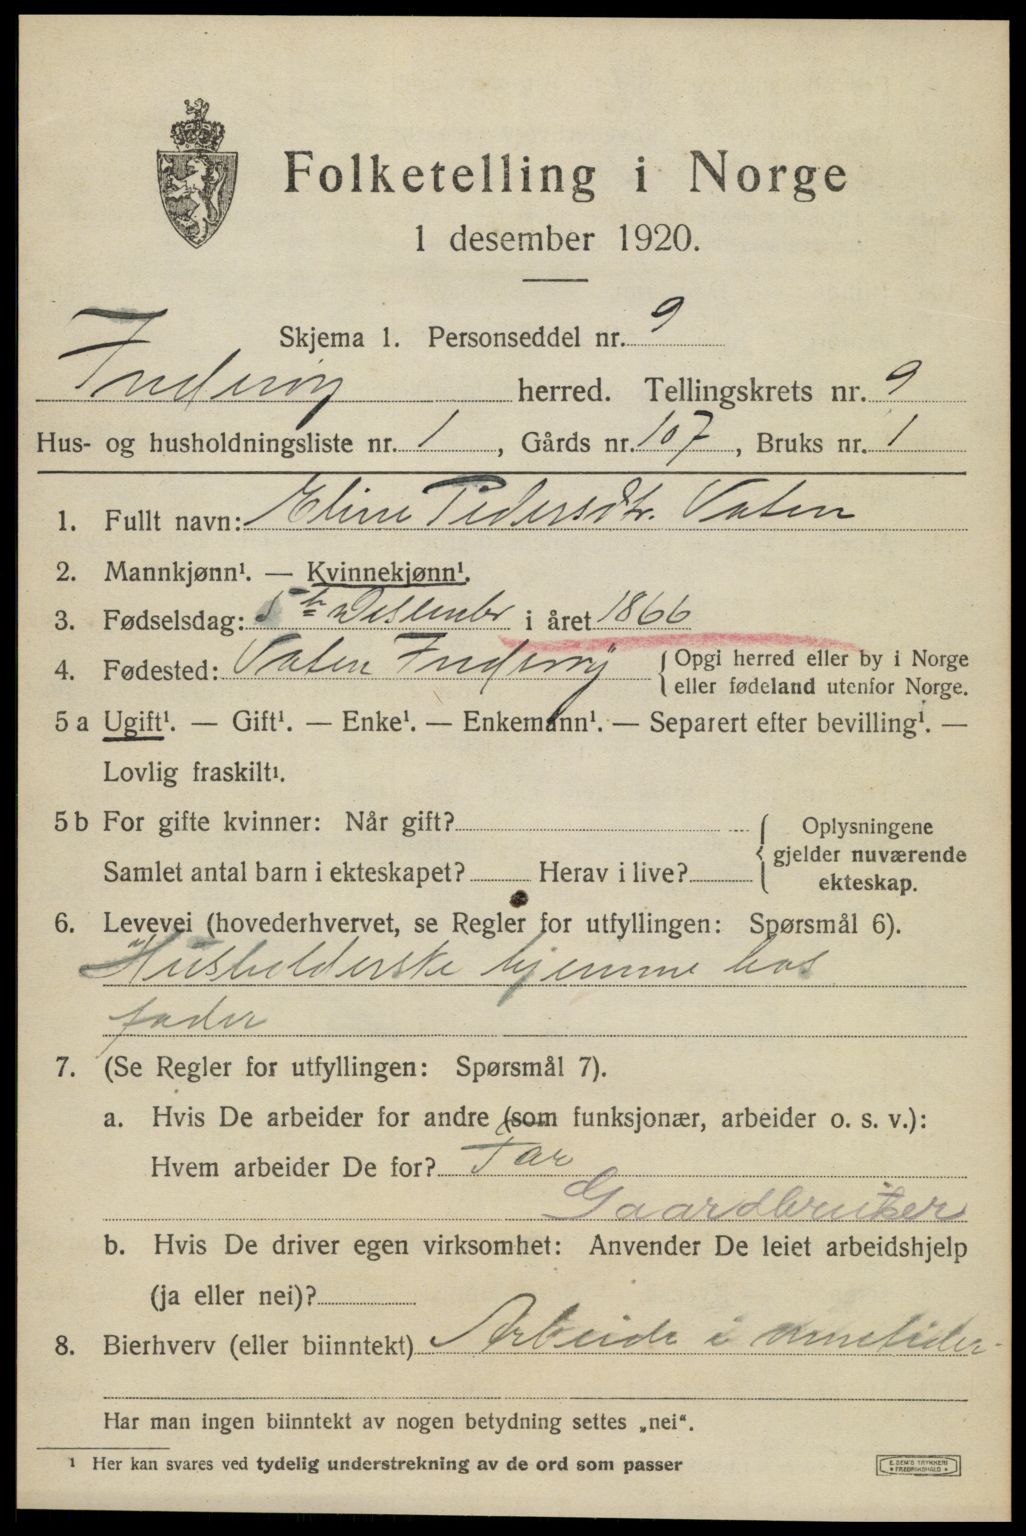 Folketelling i Norge
1 desember 1920.
Skjema 1. Personseddel nr. 9
Inderøy herred. Tellingskrets nr. 9
Hus- og husholdningsliste nr. 1, Gårds nr. 107, Bruks nr. 1
1. Fullt navn: Eline Pedersdtr. Vaten
2. Mannkjønn¹. — Kvinnekjønn¹.
3. Fødselsdag: 5te Desember i året 1866
4. Fødested: Vaten Inderøy { Opgi herred eller by i Norge
eller fødeland utenfor Norge.
5 a Ugift¹. — Gift¹. — Enke¹. — Enkemann¹. — Separert efter bevilling¹. —
Lovlig fraskilt¹.
5 b For gifte kvinner: Når gift? { Oplysningene
gjelder nuværende
Samlet antal barn i ekteskapet? Herav i live?
ekteskap.
6. Levevei (hovederhvervet, se Regler for utfyllingen: Spørsmål 6).
Husholderske hjemme hos
fader
7. (Se Regler for utfyllingen: Spørsmål 7).
a. Hvis De arbeider for andre (som funksjonær, arbeider o. s. v.):
Hvem arbeider De for? Far
Gaardbruker
b. Hvis De driver egen virksomhet: Anvender De leiet arbeidshjelp
(ja eller nei)?
8. Bierhverv (eller biinntekt) Arbeide i
Har man ingen biinntekt av nogen betydning settes „nei“.
¹ Her kan svares ved tydelig understrekning av de ord som passer
E. SEM'S TRYKKERI
FREDRIKSHALD